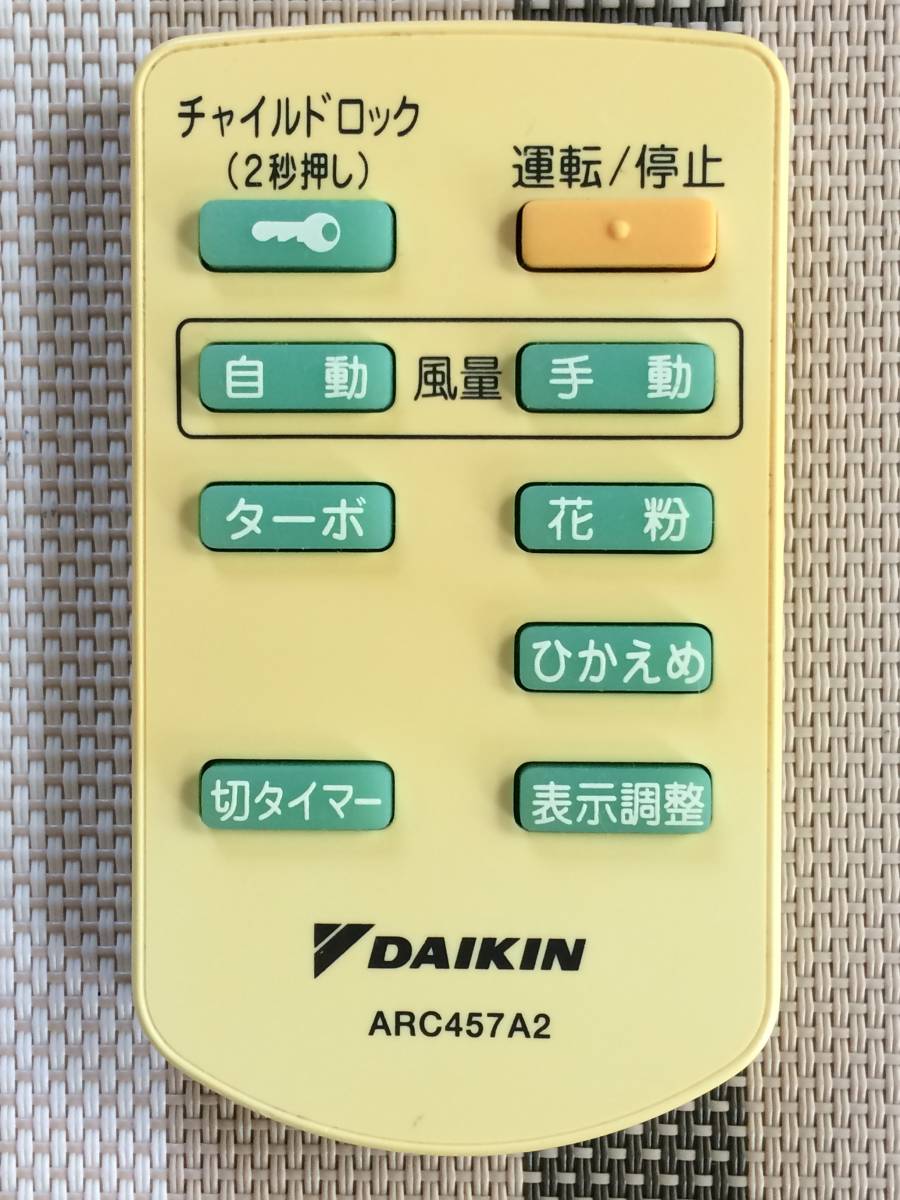 チャイルドロック
(2秒押し)
運転/停止
自動 風量 手動
ターボ 花粉
ひかえめ
切タイマー 表示調整
DAIKIN
ARC457A2